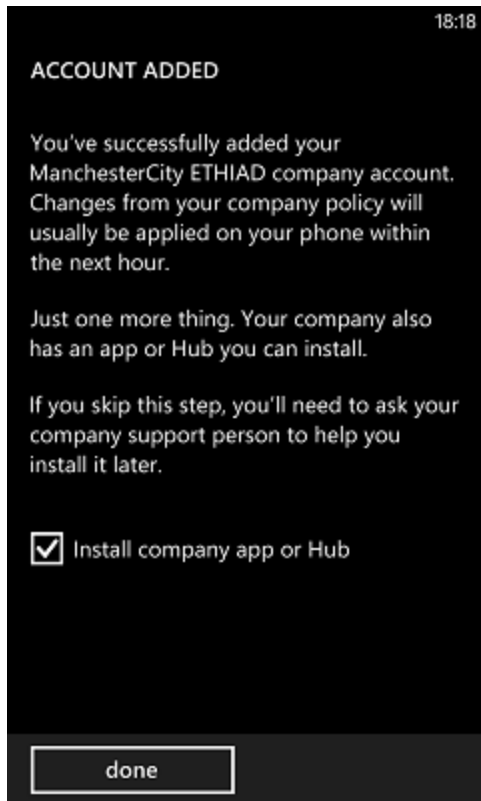 18:18
ACCOUNT ADDED
You've successfully added your
ManchesterCity ETHIAD company account.
Changes from your company policy will
usually be applied on your phone within
the next hour.
Just one more thing. Your company also
has an app or Hub you can install.
If you skip this step, you'll need to ask your
company support person to help you
install it later.
Install company app or Hub
done